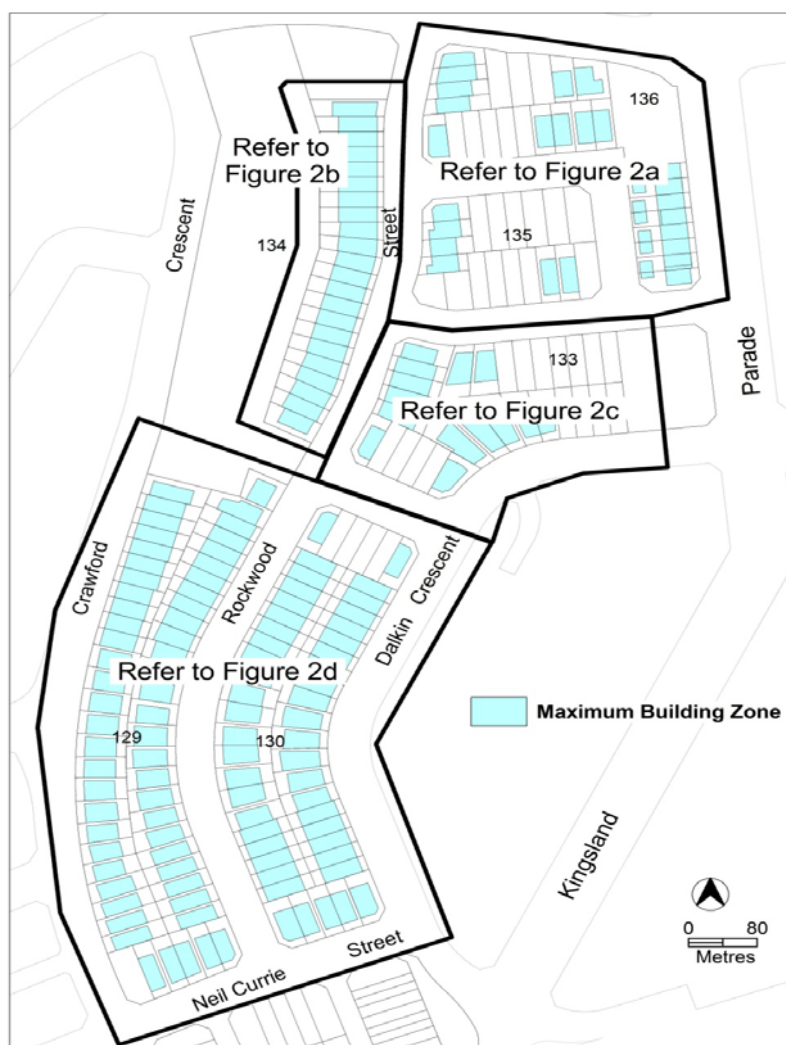 136
Refer to
Figure 2b
Refer to Figure 2a
Crescent
134
Street
135
Parade
133
Refer to Figure 2c
Crawford
Rockwood
Dalkin Crescent
Refer to Figure 2d
Maximum Building Zone
129
130
Kingsland
0 80
Metres
Neil Currie Street